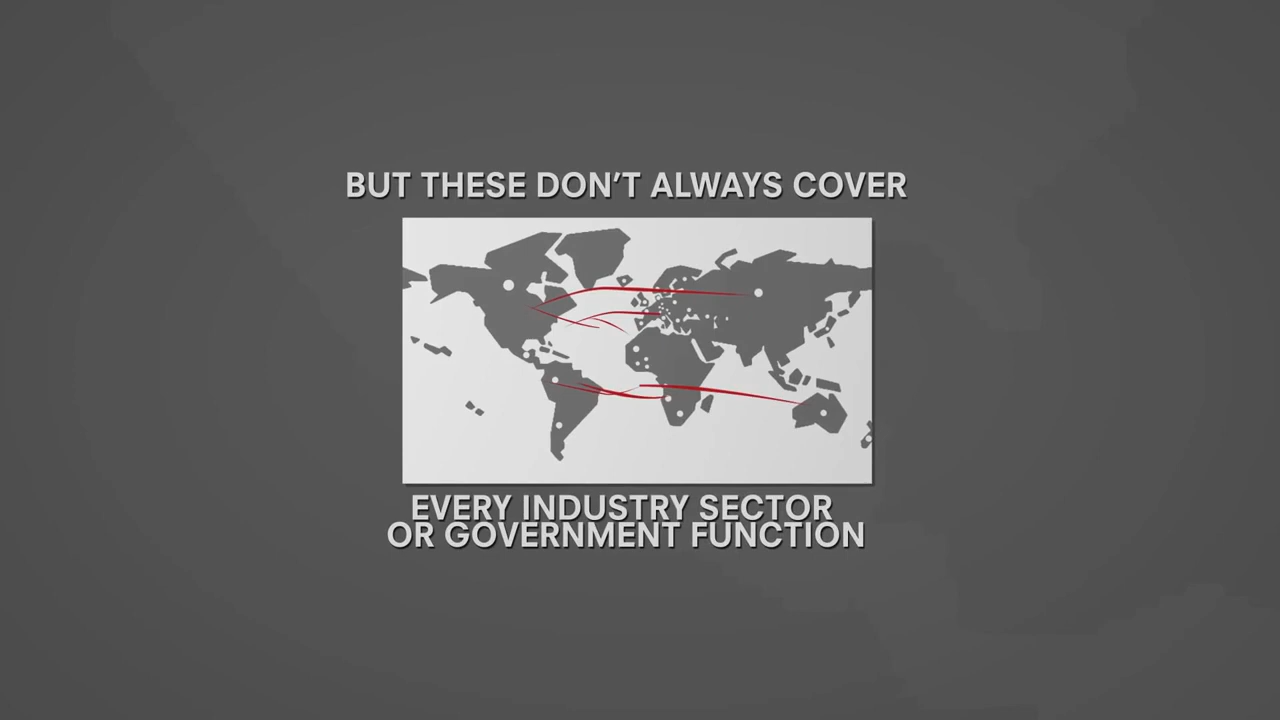 BUT THESE DON'T ALWAYS COVER
EVERY INDUSTRY SECTOR
OR GOVERNMENT FUNCTION